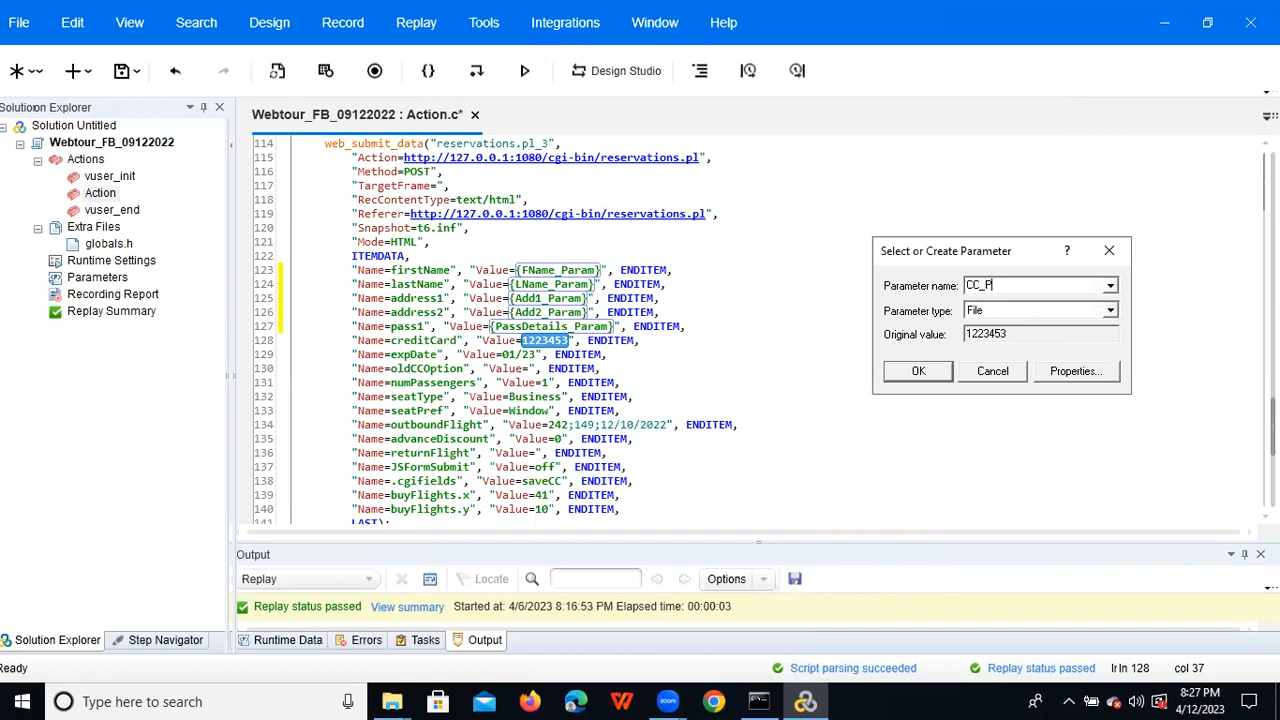 File Edit View Search Design Record Replay Tools Integrations Window Help
Design Studio
Solution Explorer
Webtour_FB_09122022 : Action.c*
Solution Untitled
Webtour_FB_09122022
Actions
vuser_init
Action
vuser_end
Extra Files
globals.h
Runtime Settings
Parameters
Recording Report
Replay Summary
114 web_submit_data("reservations.pl_3",
115 "Action=http://127.0.0.1:1080/cgi-bin/reservations.pl",
116 "Method=POST",
117 "TargetFrame=",
118 "RecContentType=text/html",
119 "Referer=http://127.0.0.1:1080/cgi-bin/reservations.pl",
120 "Snapshot=t6.inf",
121 "Mode=HTML",
122 ITEMDATA,
123 "Name=firstName", "Value={FName_Param}", ENDITEM,
124 "Name=lastName", "Value={LName_Param}", ENDITEM,
125 "Name=address1", "Value={Add1_Param}", ENDITEM,
126 "Name=address2", "Value={Add2_Param}", ENDITEM,
127 "Name=pass1", "Value={PassDetails_Param}", ENDITEM,
128 "Name=creditCard", "Value=1223453", ENDITEM,
129 "Name=expDate", "Value=01/23", ENDITEM,
130 "Name=oldCCOption", "Value=", ENDITEM,
131 "Name=numPassengers", "Value=1", ENDITEM,
132 "Name=seatType", "Value=Business", ENDITEM,
133 "Name=seatPref", "Value=Window", ENDITEM,
134 "Name=outboundFlight", "Value=242;149;12/10/2022", ENDITEM,
135 "Name=advanceDiscount", "Value=0", ENDITEM,
136 "Name=returnFlight", "Value=", ENDITEM,
137 "Name=JSFormSubmit", "Value=off", ENDITEM,
138 "Name=.cgifields", "Value=saveCC", ENDITEM,
139 "Name=buyFlights.x", "Value=41", ENDITEM,
140 "Name=buyFlights.y", "Value=10", ENDITEM,
141 LAST);
Select or Create Parameter ?
Parameter name: CC_P
Parameter type: File
Original value: 1223453
OK Cancel Properties...
Output
Replay Locate Options
Replay status passed View summary Started at: 4/6/2023 8:16:53 PM Elapsed time: 00:00:03
Solution Explorer Step Navigator Runtime Data Errors Tasks Output
Ready Script parsing succeeded Replay status passed Ln 128 col 37
Type here to search
8:27 PM
4/12/2023